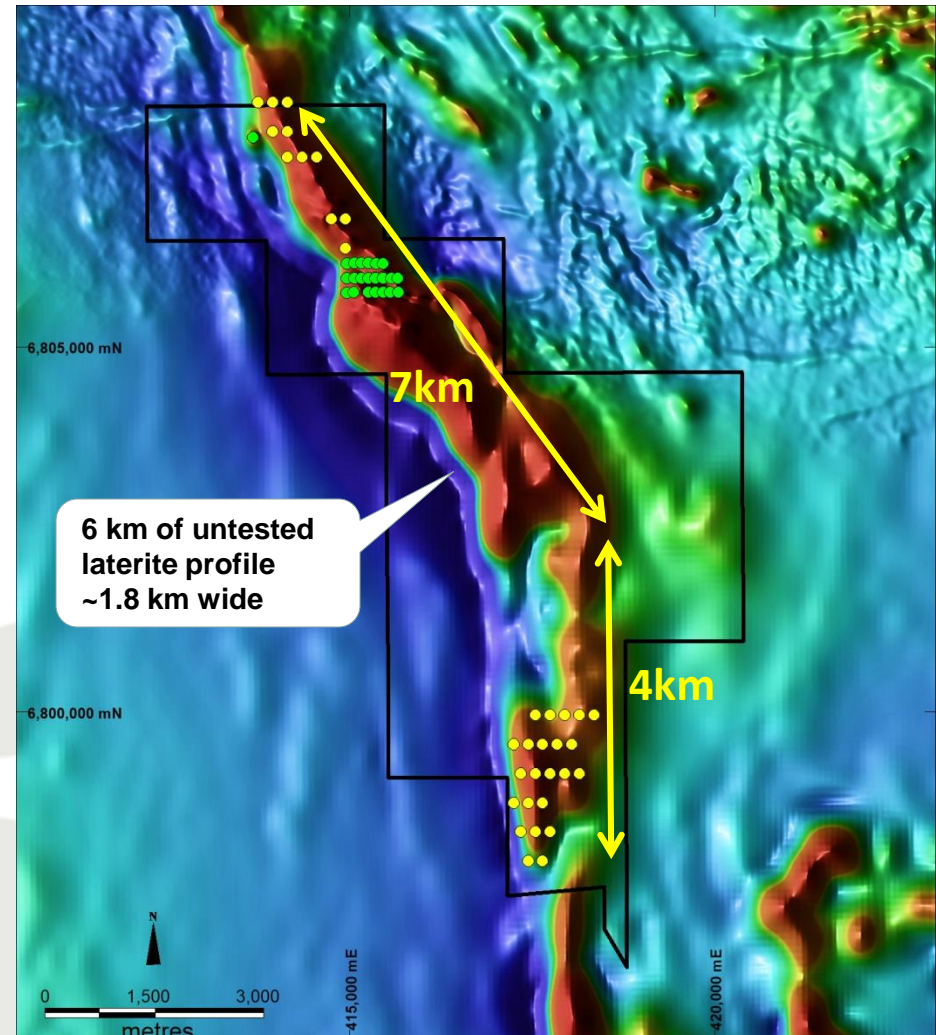 6,805,000 mN
7km
6 km of untested
laterite profile
~1.8 km wide
4km
6,800,000 mN
N
415,000 mE
420,000 mE
0 1,500 3,000
metres